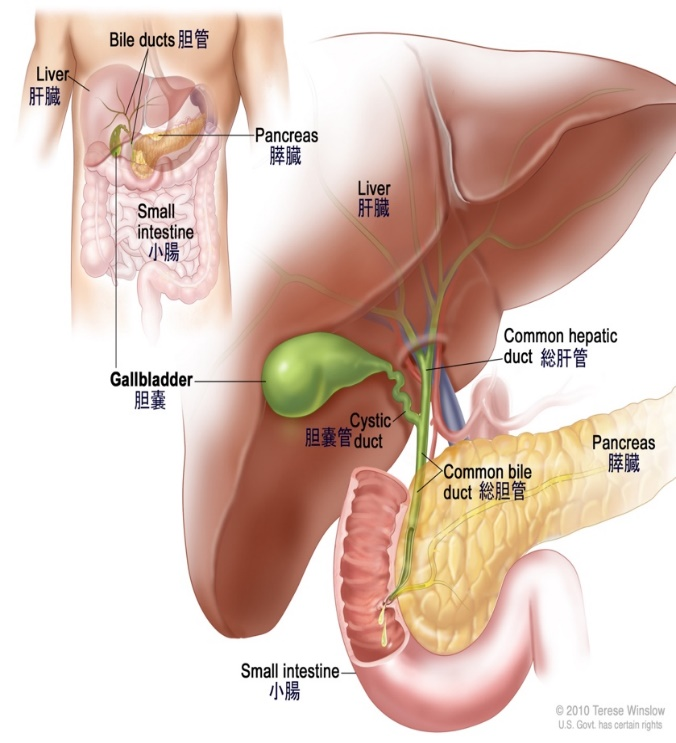 Bile ducts 胆管
Liver
肝臓
Pancreas
膵臓
Small
intestine
小腸
Gallbladder
胆嚢
Liver
肝臓
Common hepatic
duct 総肝管
Cystic
胆嚢管 duct
Pancreas
膵臓
Common bile
duct 総胆管
Small intestine
小腸
© 2010 Terese Winslow
U.S. Govt. has certain rights